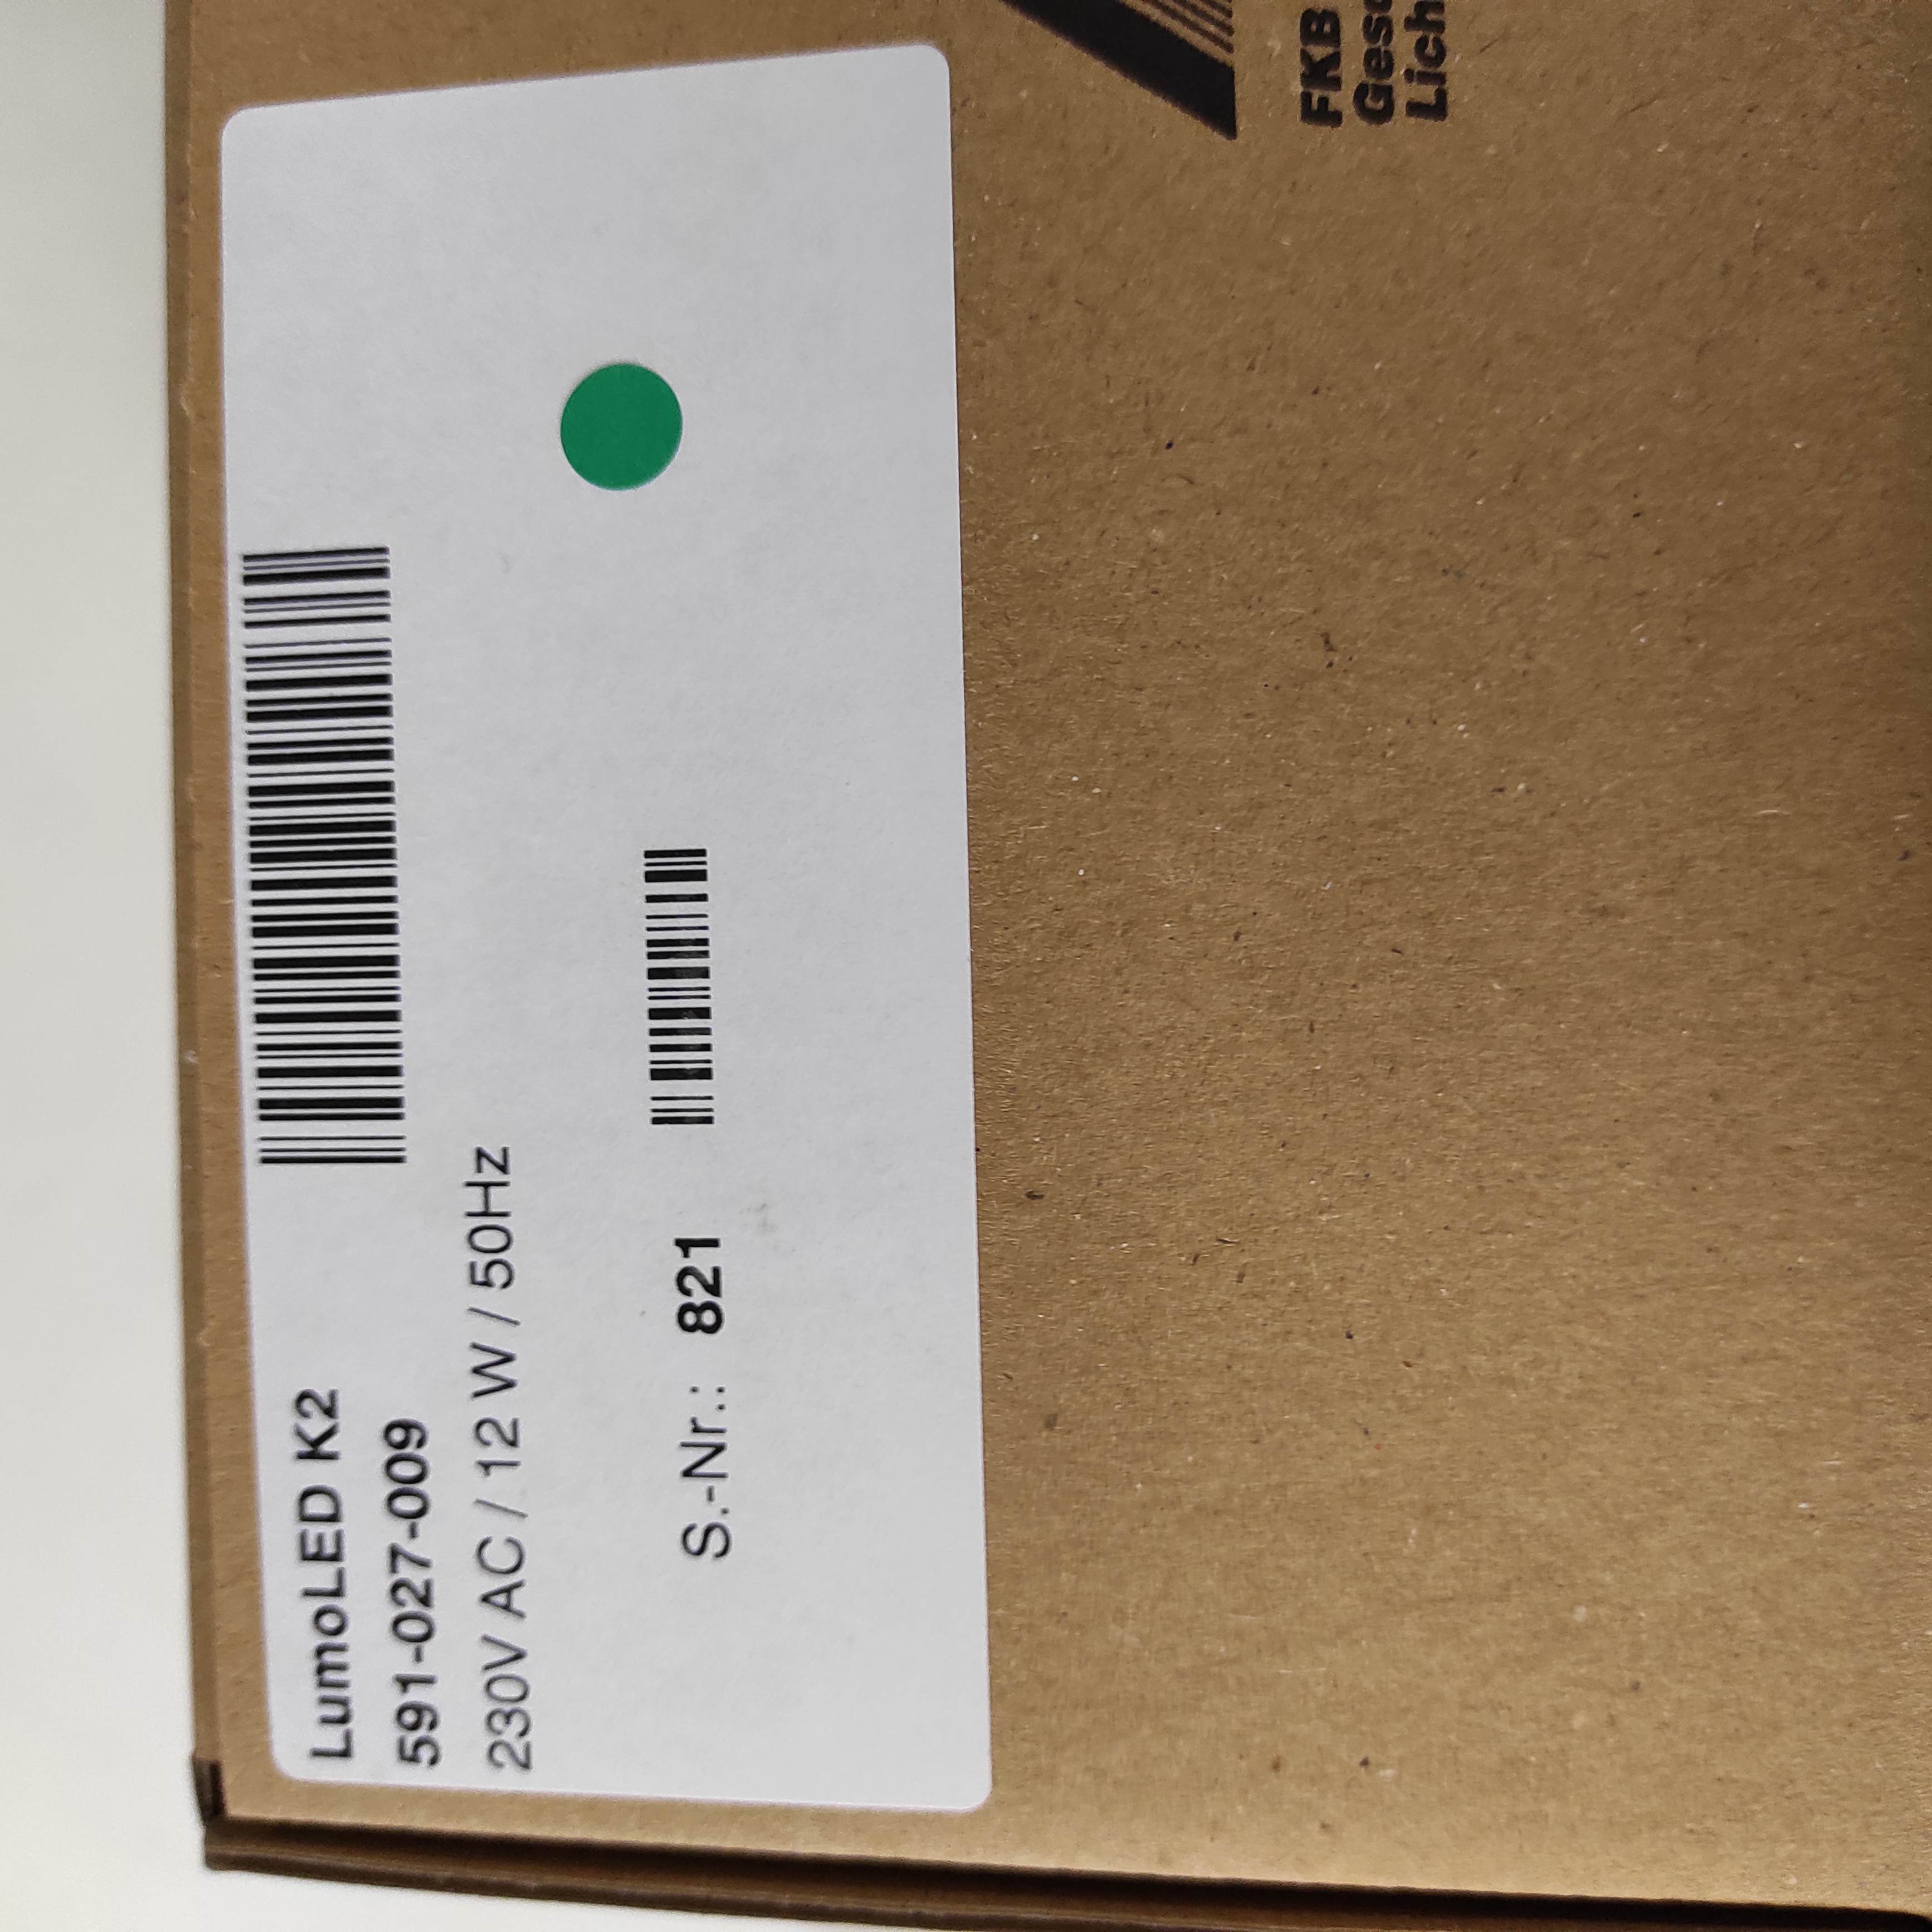 LumoLED K2
591-027-009
230V AC / 12 W / 50Hz
S.-Nr.: 821
FKB